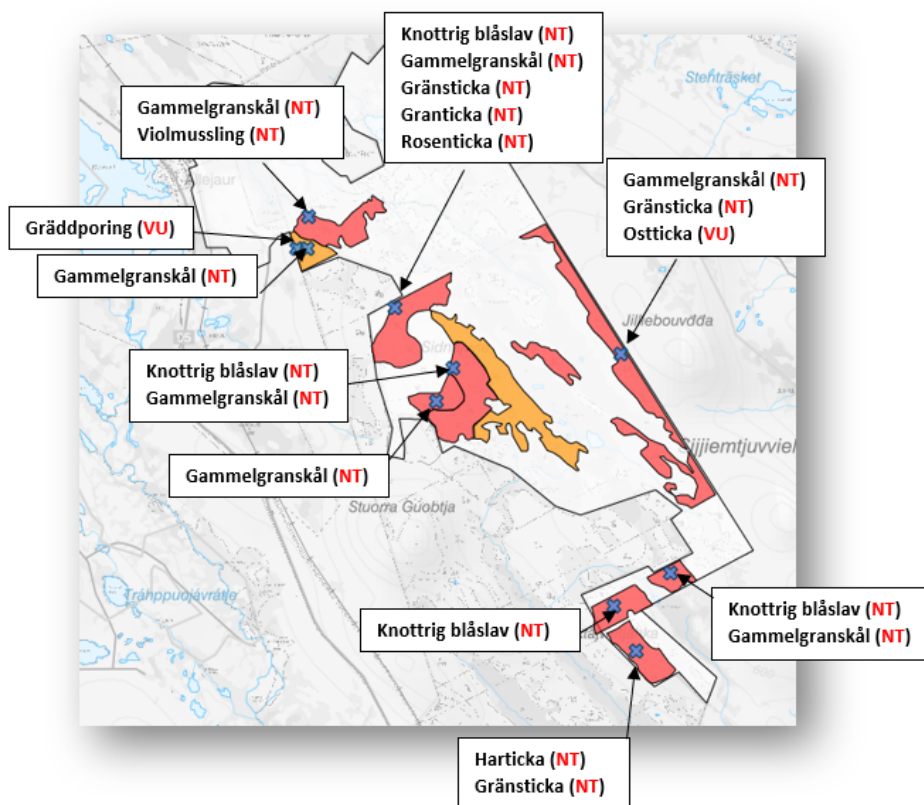 Knottrig blåslav (NT)
Gammelgranskål (NT)
Gränsticka (NT)
Granticka (NT)
Rosenticka (NT)
Stenträsket
Gammelgranskål (NT)
Violmussling (NT)
Gammelgranskål (NT)
Gränsticka (NT)
Ostticka (VU)
Gräddporing (VU)
Gammelgranskål (NT)
Jilliebouvdda
Knottrig blåslav (NT)
Gammelgranskål (NT)
Sijjiemtjuvviel
Gammelgranskål (NT)
Stuorra Guobtja
Knottrig blåslav (NT)
Knottrig blåslav (NT)
Gammelgranskål (NT)
Harticka (NT)
Gränsticka (NT)